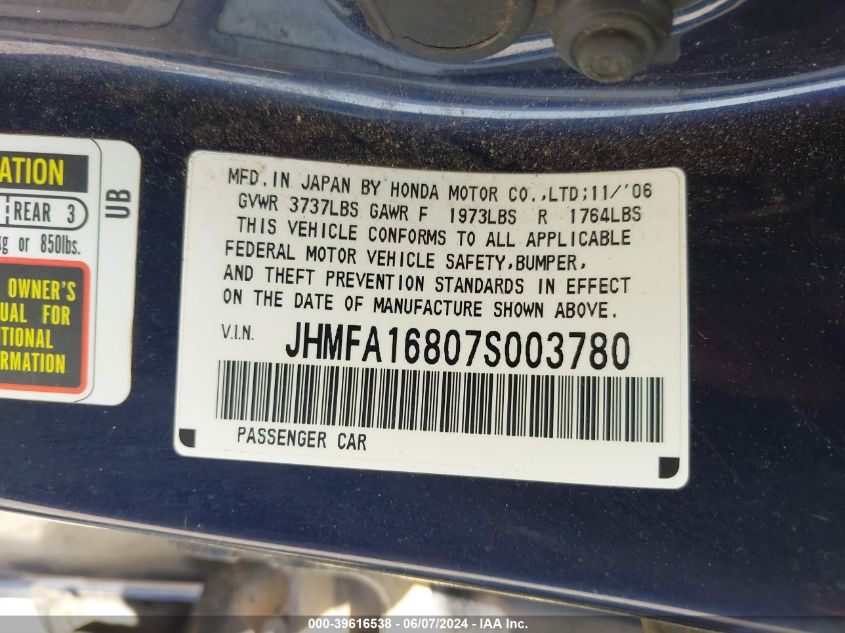 ATION
REAR 3
kg or 850lbs.
OWNER'S
UAL FOR
TIONAL
RMATION
UB
MFD.IN JAPAN BY HONDA MOTOR CO.,LTD;11/'06
GVWR 3737LBS GAWR F 1973LBS R 1764LBS
THIS VEHICLE CONFORMS TO ALL APPLICABLE
FEDERAL MOTOR VEHICLE SAFETY,BUMPER,
AND THEFT PREVENTION STANDARDS IN EFFECT
ON THE DATE OF MANUFACTURE SHOWN ABOVE.
V.I.N. JHMFA16807S003780
PASSENGER CAR
000-39616538 - 06/07/2024 - IAAI.COM